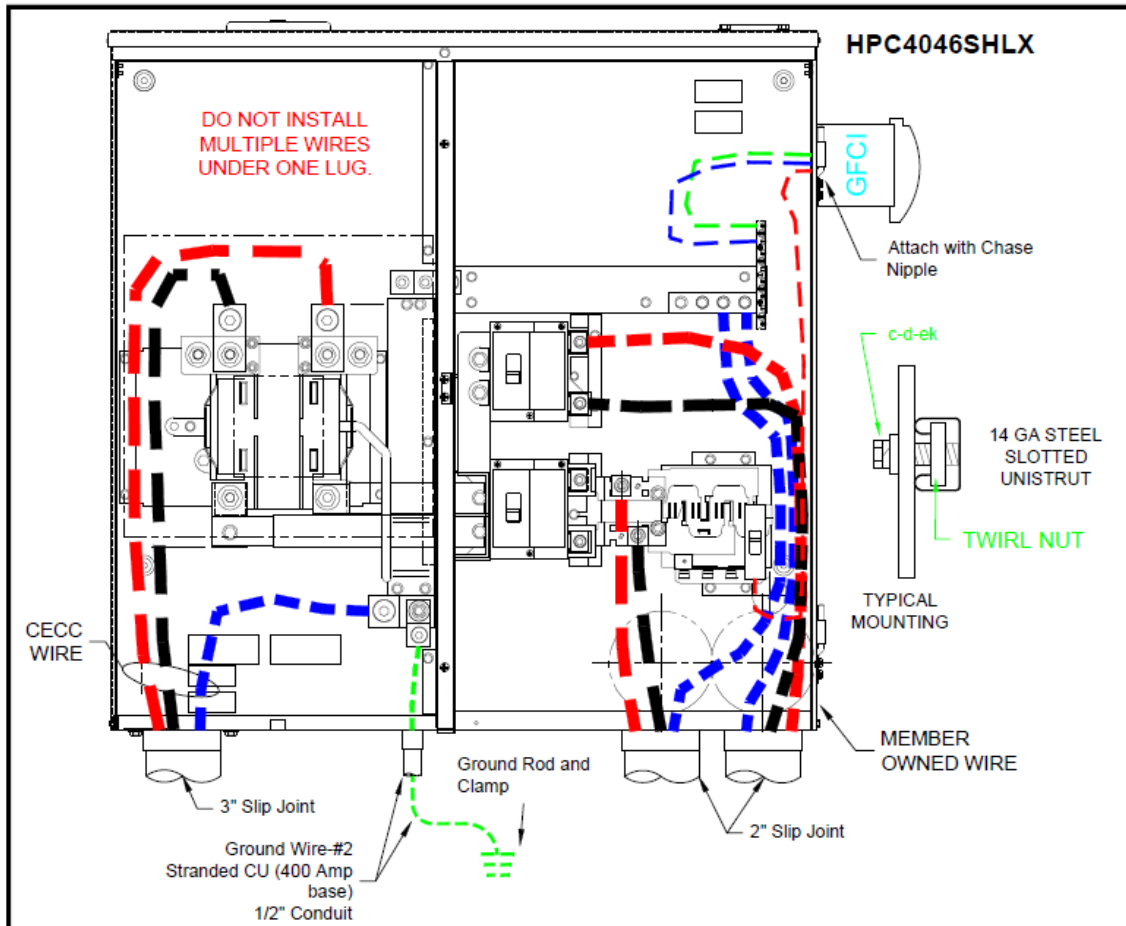 HPC4046SHLX
DO NOT INSTALL
MULTIPLE WIRES
UNDER ONE LUG.
GFCI
Attach with Chase
Nipple
c-d-ek
14 GA STEEL
SLOTTED
UNISTRUT
TWIRL NUT
TYPICAL
MOUNTING
CECC
WIRE
MEMBER
OWNED WIRE
Ground Rod and
Clamp
3" Slip Joint
2" Slip Joint
Ground Wire-#2
Stranded CU (400 Amp
base)
1/2" Conduit